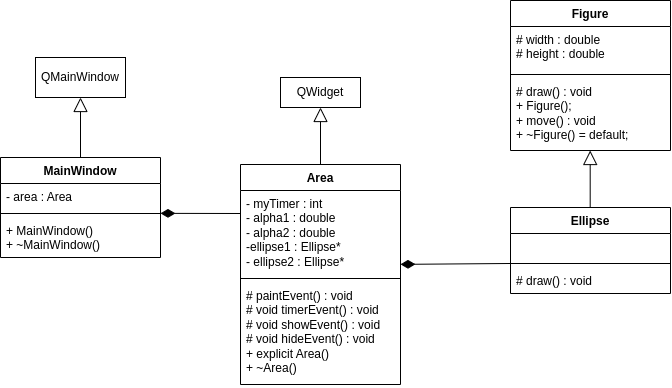 QMainWindow
MainWindow
- area : Area
+ MainWindow()
+ ~MainWindow()
QWidget
Area
- myTimer : int
- alpha1 : double
- alpha2 : double
-ellipse1 : Ellipse*
- ellipse2 : Ellipse*
# paintEvent() : void
# void timerEvent() : void
# void showEvent() : void
# void hideEvent() : void
+ explicit Area()
+ ~Area()
Figure
# width : double
# height : double
# draw() : void
+ Figure();
+ move() : void
+ ~Figure() = default;
Ellipse
# draw() : void